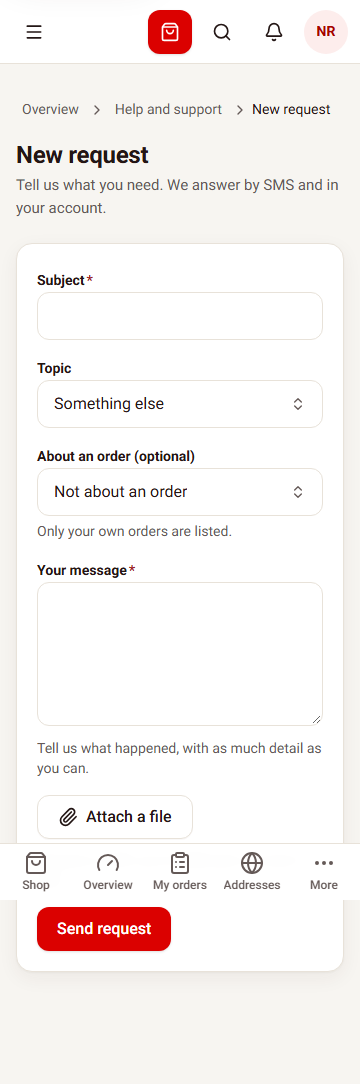 NR
Overview > Help and support > New request
New request
Tell us what you need. We answer by SMS and in
your account.
Subject*
Topic
Something else
About an order (optional)
Not about an order
Only your own orders are listed.
Your message*
Tell us what happened, with as much detail as
you can.
Attach a file
Shop Overview My orders Addresses More
Send request